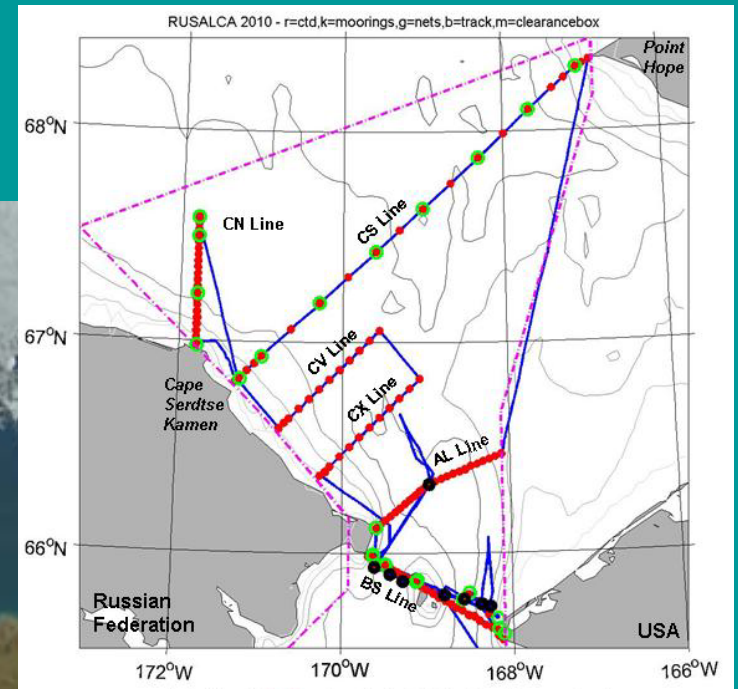 RUSALCA 2010 - r=ctd,k=moorings,g=nets,b=track,m=clearancebox
Point
Hope
68°N
CN Line
CS Line
67°N
CV Line
Cape
Serdtse
Kamen
CX Line
AL Line
66°N
BS Line
Russian
Federation
USA
172°W
170°W
168°W
166°W